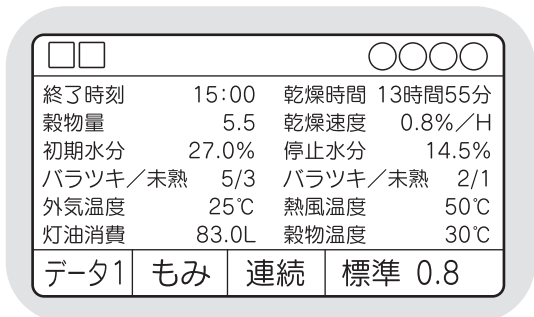 □□ ○○○○
終了時刻 15:00 乾燥時間 13時間55分
穀物量 5.5 乾燥速度 0.8%/H
初期水分 27.0% 停止水分 14.5%
バラツキ/未熟 5/3 バラツキ/未熟 2/1
外気温度 25℃ 熱風温度 50℃
灯油消費 83.0L 穀物温度 30℃
データ1 もみ 連続 標準 0.8